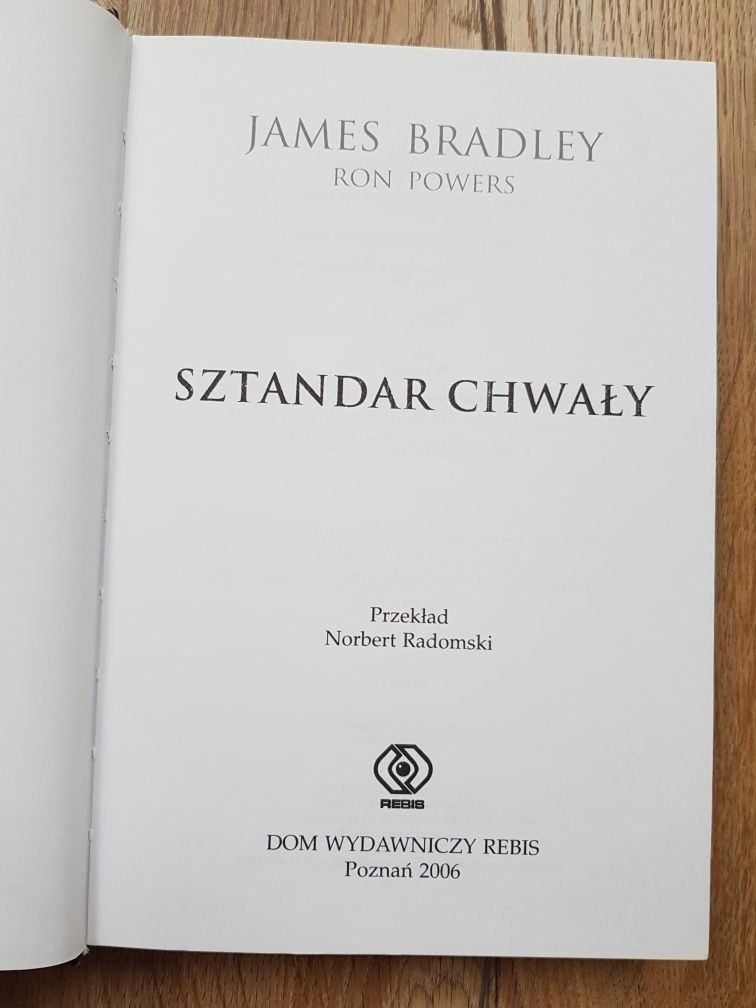 JAMES BRADLEY
RON POWERS
SZTANDAR CHWAŁY
Przekład
Norbert Radomski
REBIS
DOM WYDAWNICZY REBIS
Poznań 2006